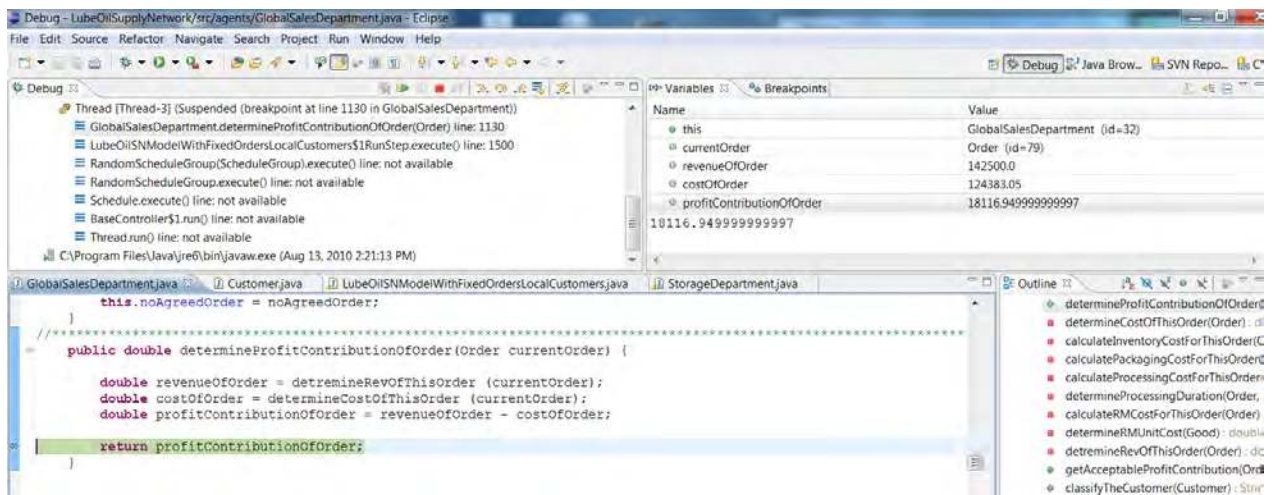 Debug - LubeOilSupplyNetwork/src/agents/GlobalSalesDepartment.java - Eclipse
File Edit Source Refactor Navigate Search Project Run Window Help
Debug Java Brow... SVN Repo...
Debug
Thread [Thread-3] (Suspended (breakpoint at line 1130 in GlobalSalesDepartment))
GlobalSalesDepartment.determineProfitContributionOfOrder(Order) line: 1130
LubeOilSNModelWithFixedOrdersLocalCustomers$1RunStep.execute() line: 1500
RandomScheduleGroup(ScheduleGroup).execute() line: not available
RandomScheduleGroup.execute() line: not available
Schedule.execute() line: not available
BaseController$1.run() line: not available
Thread.run() line: not available
C:\Program Files\Java\jre6\bin\javaw.exe (Aug 13, 2010 2:21:13 PM)
Variables Breakpoints
Name Value
this GlobalSalesDepartment (id=32)
currentOrder Order (id=79)
revenueOfOrder 142500.0
costOfOrder 124383.05
profitContributionOfOrder 18116.949999999997
18116.949999999997
GlobalSalesDepartment.java Customer.java LubeOilSNModelWithFixedOrdersLocalCustomers.java StorageDepartment.java
this.noAgreedOrder = noAgreedOrder;
}
public double determineProfitContributionOfOrder(Order currentOrder) {
double revenueOfOrder = detremineRevOfThisOrder (currentOrder);
double costOfOrder = determineCostOfThisOrder (currentOrder);
double profitContributionOfOrder = revenueOfOrder - costOfOrder;
return profitContributionOfOrder;
}
Outline
determineProfitContributionOfOrder(
determineCostOfThisOrder(Order) :
calculateInventoryCostForThisOrder(
calculatePackagingCostForThisOrder(
calculateProcessingCostForThisOrder
determineProcessingDuration(Order,
calculateRMCostForThisOrder(Order)
determineRMUnitCost(Good) : double
detremineRevOfThisOrder(Order) : do
getAcceptableProfitContribution(Ord
classifyTheCustomer(Customer) : Strin